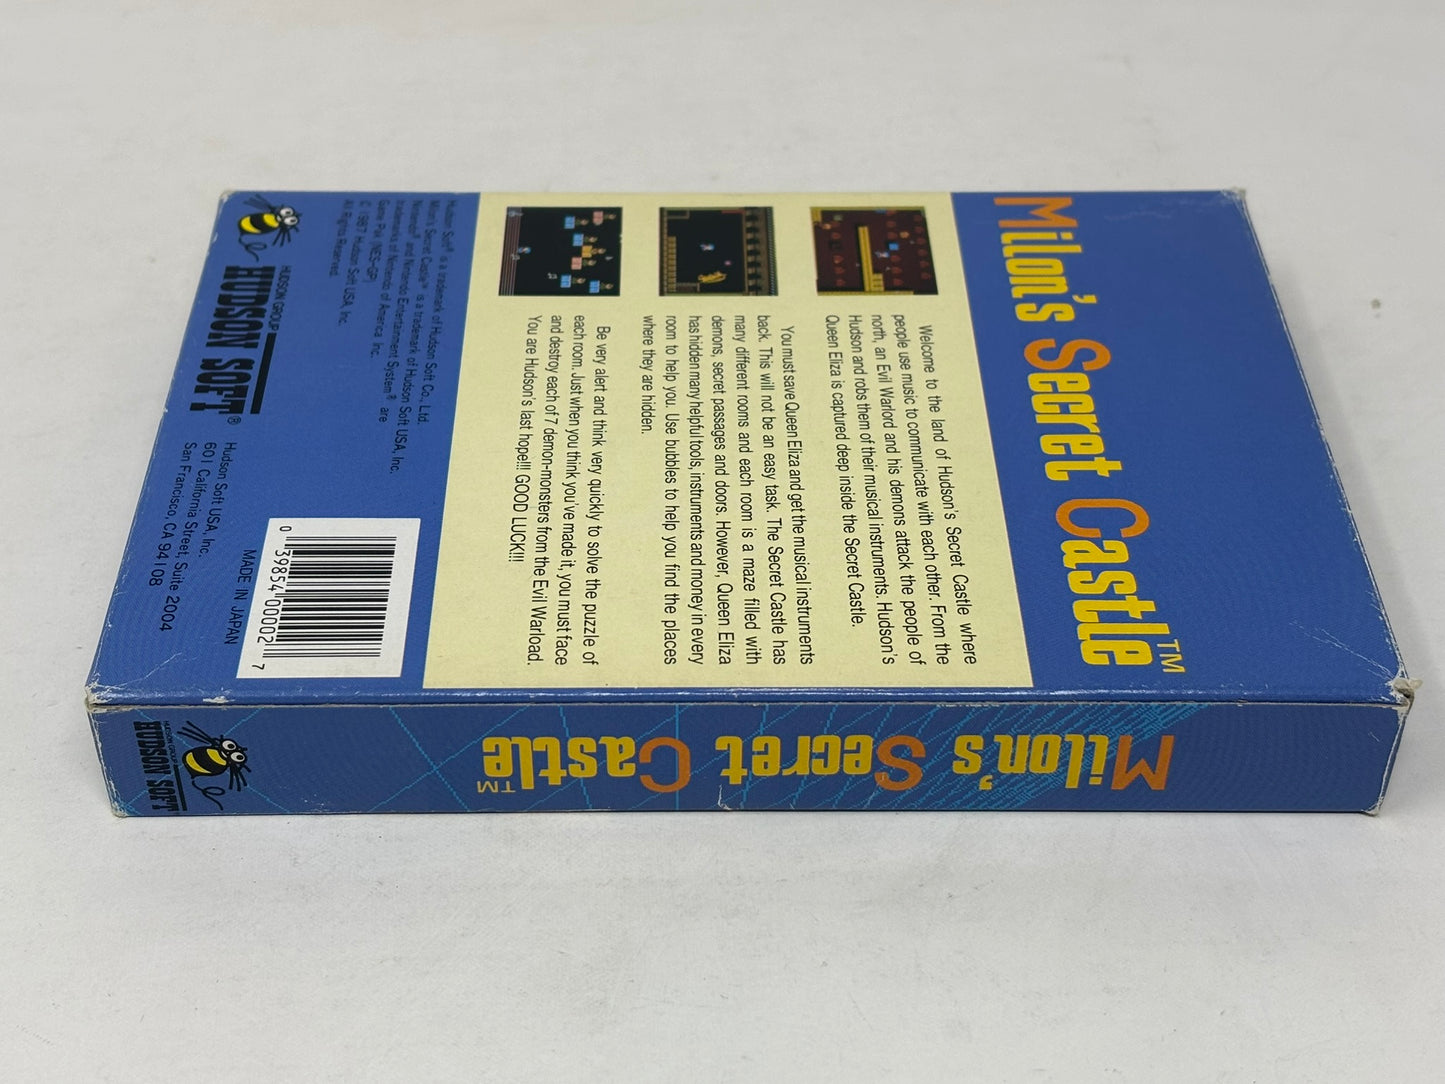 Milon's Secret Castle™
Welcome to the land of Hudson's Secret Castle where
people use music to communicate with each other. From the
north, an Evil Warlord and his demons attack the people of
Hudson and robs them of their musical instruments. Hudson's
Queen Eliza is captured deep inside the Secret Castle.
You must save Queen Eliza and get the musical instruments
back. This will not be an easy task. The Secret Castle has
many different rooms and each room is a maze filled with
demons, secret passages and doors. However, Queen Eliza
has hidden many helpful tools, instruments and money in every
room to help you. Use bubbles to help you find the places
where they are hidden.
Be very alert and think very quickly to solve the puzzle of
each room. Just when you think you've made it, you must face
and destroy each of 7 demon-monsters from the Evil Warload.
You are Hudson's last hope!!! GOOD LUCK!!!
Hudson Soft® is a trademark of Hudson Soft Co., Ltd.
Milon's Secret Castle™ is a trademark of Hudson Soft USA, Inc.
Nintendo® and Nintendo Entertainment System® are
trademarks of Nintendo of America Inc.
Game Pak (NES-GP)
© 1987 Hudson Soft USA, Inc.
All Rights Reserved.
HUDSON GROUP
HUDSON SOFT®
Hudson Soft USA, Inc.
601 California Street, Suite 2004
San Francisco, CA 94108
0 39854 00002 7
MADE IN JAPAN
Milon's Secret Castle™
HUDSON GROUP
HUDSON SOFT